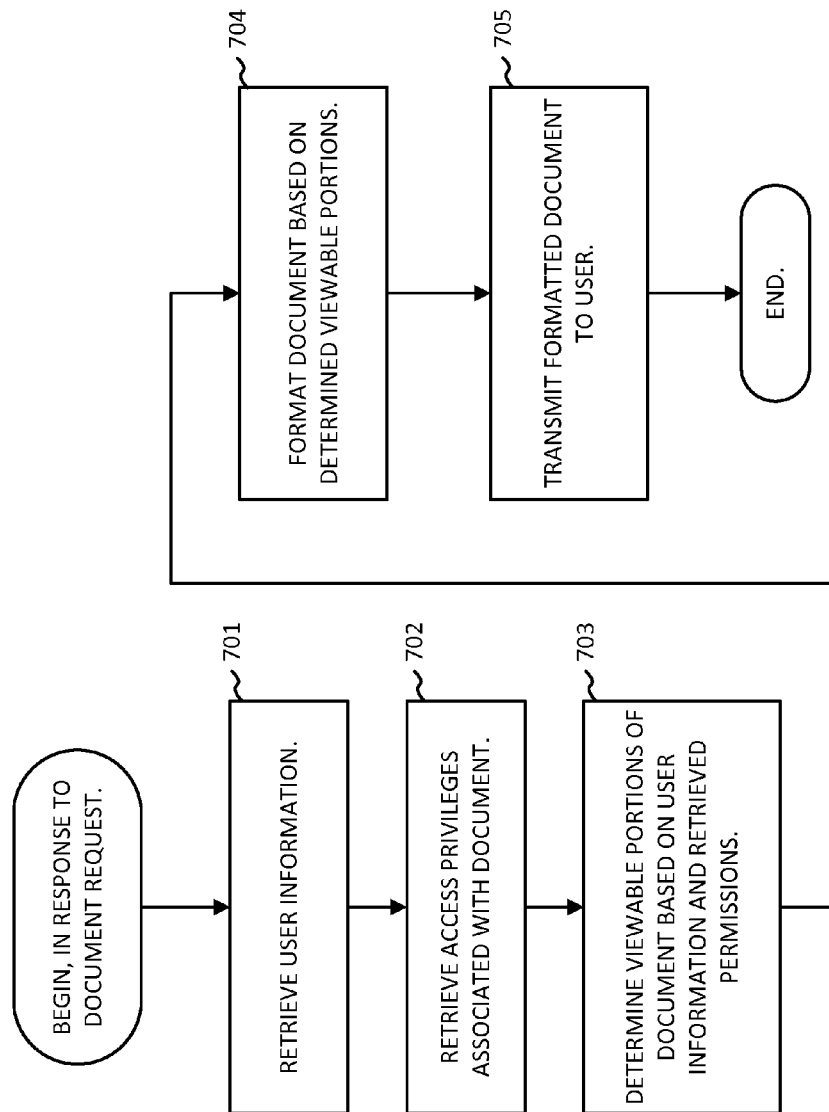 BEGIN, IN RESPONSE TO
DOCUMENT REQUEST.
701
RETRIEVE USER INFORMATION.
702
RETRIEVE ACCESS PRIVILEGES
ASSOCIATED WITH DOCUMENT.
703
DETERMINE VIEWABLE PORTIONS OF
DOCUMENT BASED ON USER
INFORMATION AND RETRIEVED
PERMISSIONS.
704
FORMAT DOCUMENT BASED ON
DETERMINED VIEWABLE PORTIONS.
705
TRANSMIT FORMATTED DOCUMENT
TO USER.
END.